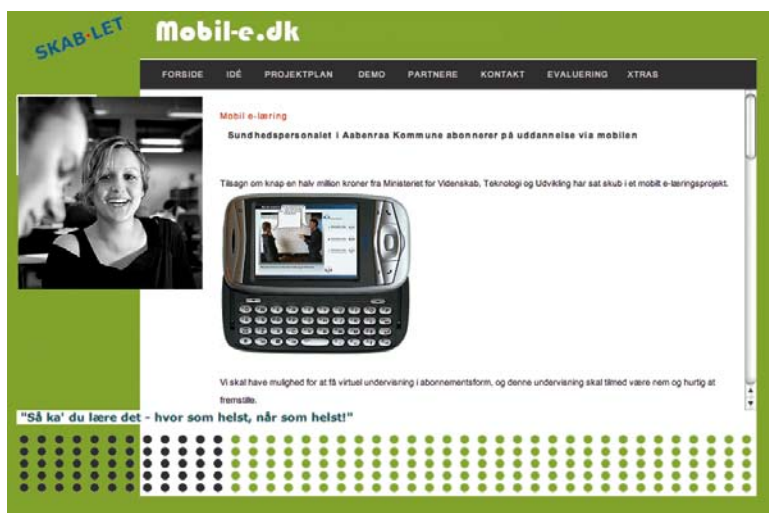 SKAB·LET
Mobil-e.dk
FORSIDE IDÉ PROJEKTPLAN DEMO PARTNERE KONTAKT EVALUERING XTRAS
Mobil e-læring
Sundhedspersonalet i Aabenraa Kommune abonnerer på uddannelse via mobilen
Tilsagn om knap en halv million kroner fra Ministeriet for Videnskab, Teknologi og Udvikling har sat skub i et mobilt e-læringsprojekt.
Vi skal have mulighed for at få virtuel undervisning i abonnementsform, og denne undervisning skal tilmed være nem og hurtig at
fremstille.
"Så ka' du lære det - hvor som helst, når som helst!"